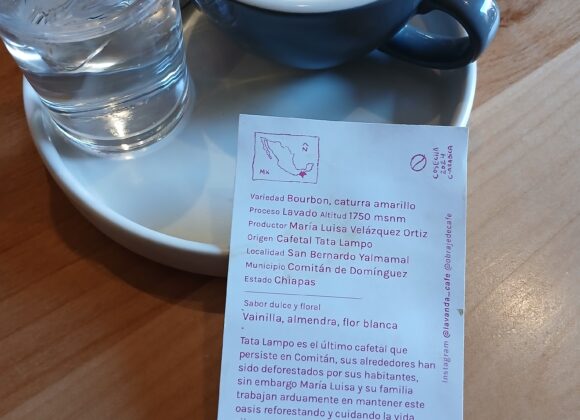 Mx
N
COSECHA
2024
Variedad Bourbon, caturra amarillo
Proceso Lavado Altitud 1750 msnm
Productor María Luisa Velázquez Ortiz
Origen Cafetal Tata Lampo
Localidad San Bernardo Yalmamal
Municipio Comitán de Domínguez
Estado Chiapas
Sabor dulce y floral
Vainilla, almendra, flor blanca
Tata Lampo es el último cafetal que
persiste en Comitán, sus alrededores han
sido deforestados por sus habitantes,
sin embargo María Luisa y su familia
trabajan arduamente en mantener este
oasis reforestando y cuidando la vida
Instagram @lavanda_cafe @obrajedecafe